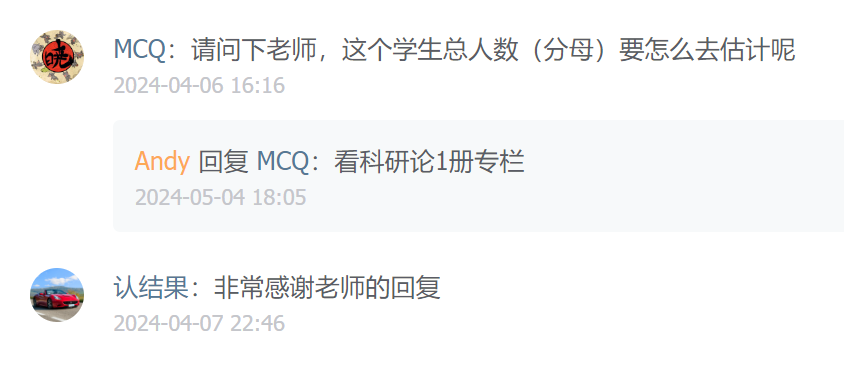 MCQ：请问下老师，这个学生总人数（分母）要怎么去估计呢
2024-04-06 16:16
Andy 回复 MCQ：看科研论1册专栏
2024-05-04 18:05
认结果：非常感谢老师的回复
2024-04-07 22:46